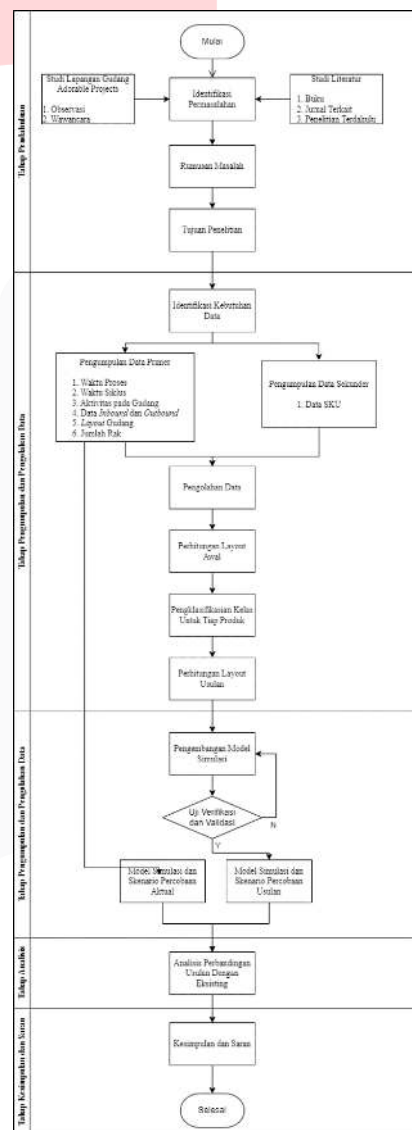 Mulai
Studi Lapangan Gudang
Adorable Projects
1. Observasi
2. Wawancara
Identifikasi
Permasalahan
Studi Literatur
1. Buku
2. Jurnal Terkait
3. Penelitian Terdahulu
Rumusan Masalah
Tujuan Penelitian
Tahap Pendahuluan
Identifikasi Kebutuhan
Data
Pengumpulan Data Primer
1. Waktu Proses
2. Waktu Siklus
3. Aktivitas pada Gudang
4. Data Inbound dan Outbound
5. Layout Gudang
6. Jumlah Rak
Pengumpulan Data Sekunder
1. Data SKU
Pengolahan Data
Perhitungan Layout
Awal
Pengklasifikasian Kelas
Untuk Tiap Produk
Perhitungan Layout
Usulan
Tahap Pengumpulan dan Pengolahan Data
Pengembangan Model
Simulasi
Uji Verifikasi
dan Validasi
N
Y
Model Simulasi dan
Skenario Percobaan
Aktual
Model Simulasi dan
Skenario Percobaan
Usulan
Tahap Pengumpulan dan Pengolahan Data
Analisis Perbandingan
Usulan Dengan
Eksisting
Tahap Analisis
Kesimpulan dan Saran
Selesai
Tahap Kesimpulan dan Saran